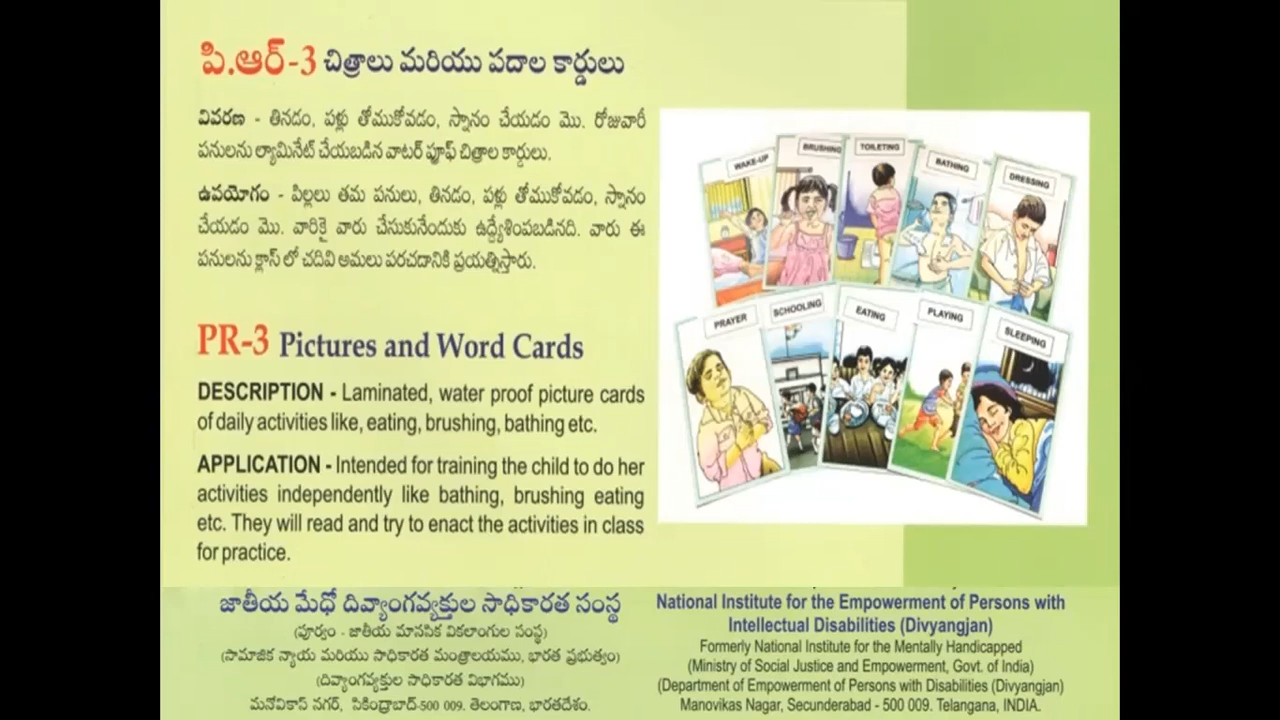 పి.ఆర్-3 చిత్రాలు మరియు పదాల కార్డులు
వివరణ - తినడం, పళ్లు తోముకోవడం, స్నానం చేయడం మొ. రోజువారీ
పనులను ల్యామినేట్ చేయబడిన వాటర్ ప్రూఫ్ చిత్రాల కార్డులు.
ఉపయోగం - పిల్లలు తమ పనులు, తినడం, పళ్లు తోముకోవడం, స్నానం
చేయడం మొ. వారికై వారు చేసుకునేందుకు ఉద్దేశింపబడినది. వారు ఈ
పనులను క్లాస్ లో చదివి అమలు పరచడానికి ప్రయత్నిస్తారు.
PR-3 Pictures and Word Cards
DESCRIPTION - Laminated, water proof picture cards
of daily activities like, eating, brushing, bathing etc.
APPLICATION - Intended for training the child to do her
activities independently like bathing, brushing eating
etc. They will read and try to enact the activities in class
for practice.
WAKE-UP
BRUSHING
TOILETING
BATHING
DRESSING
PRAYER
SCHOOLING
EATING
PLAYING
SLEEPING
జాతీయ మేధో దివ్యాంగవ్యక్తుల సాధికారత సంస్థ
(పూర్వం - జాతీయ మానసిక వికలాంగుల సంస్థ)
(సామాజిక న్యాయ మరియు సాధికారత మంత్రాలయము, భారత ప్రభుత్వం)
(దివ్యాంగవ్యక్తుల సాధికారత విభాగము)
మనోవికాస్ నగర్, సికింద్రాబాద్-500 009. తెలంగాణ, భారతదేశం.
National Institute for the Empowerment of Persons with
Intellectual Disabilities (Divyangjan)
Formerly National Institute for the Mentally Handicapped
(Ministry of Social Justice and Empowerment, Govt. of India)
(Department of Empowerment of Persons with Disabilities (Divyangjan)
Manovikas Nagar, Secunderabad - 500 009. Telangana, INDIA.